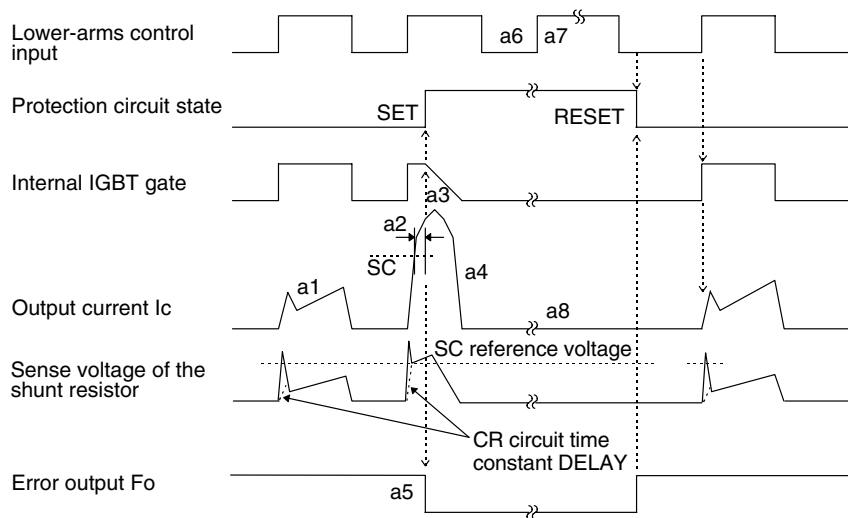 Lower-arms control
input
a6
a7
Protection circuit state
SET
RESET
Internal IGBT gate
a3
a2
SC
a4
a1
Output current Ic
a8
SC reference voltage
Sense voltage of the
shunt resistor
CR circuit time
constant DELAY
Error output Fo
a5